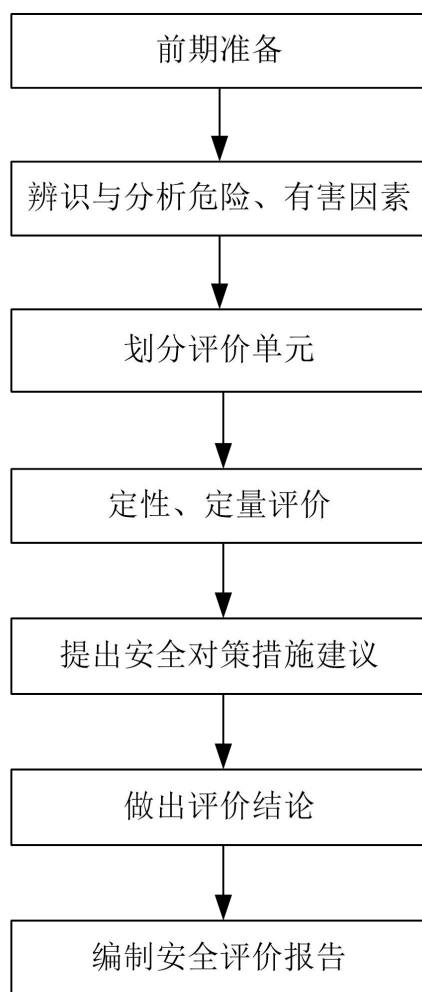 前期准备
辨识与分析危险、有害因素
划分评价单元
定性、定量评价
提出安全对策措施建议
做出评价结论
编制安全评价报告